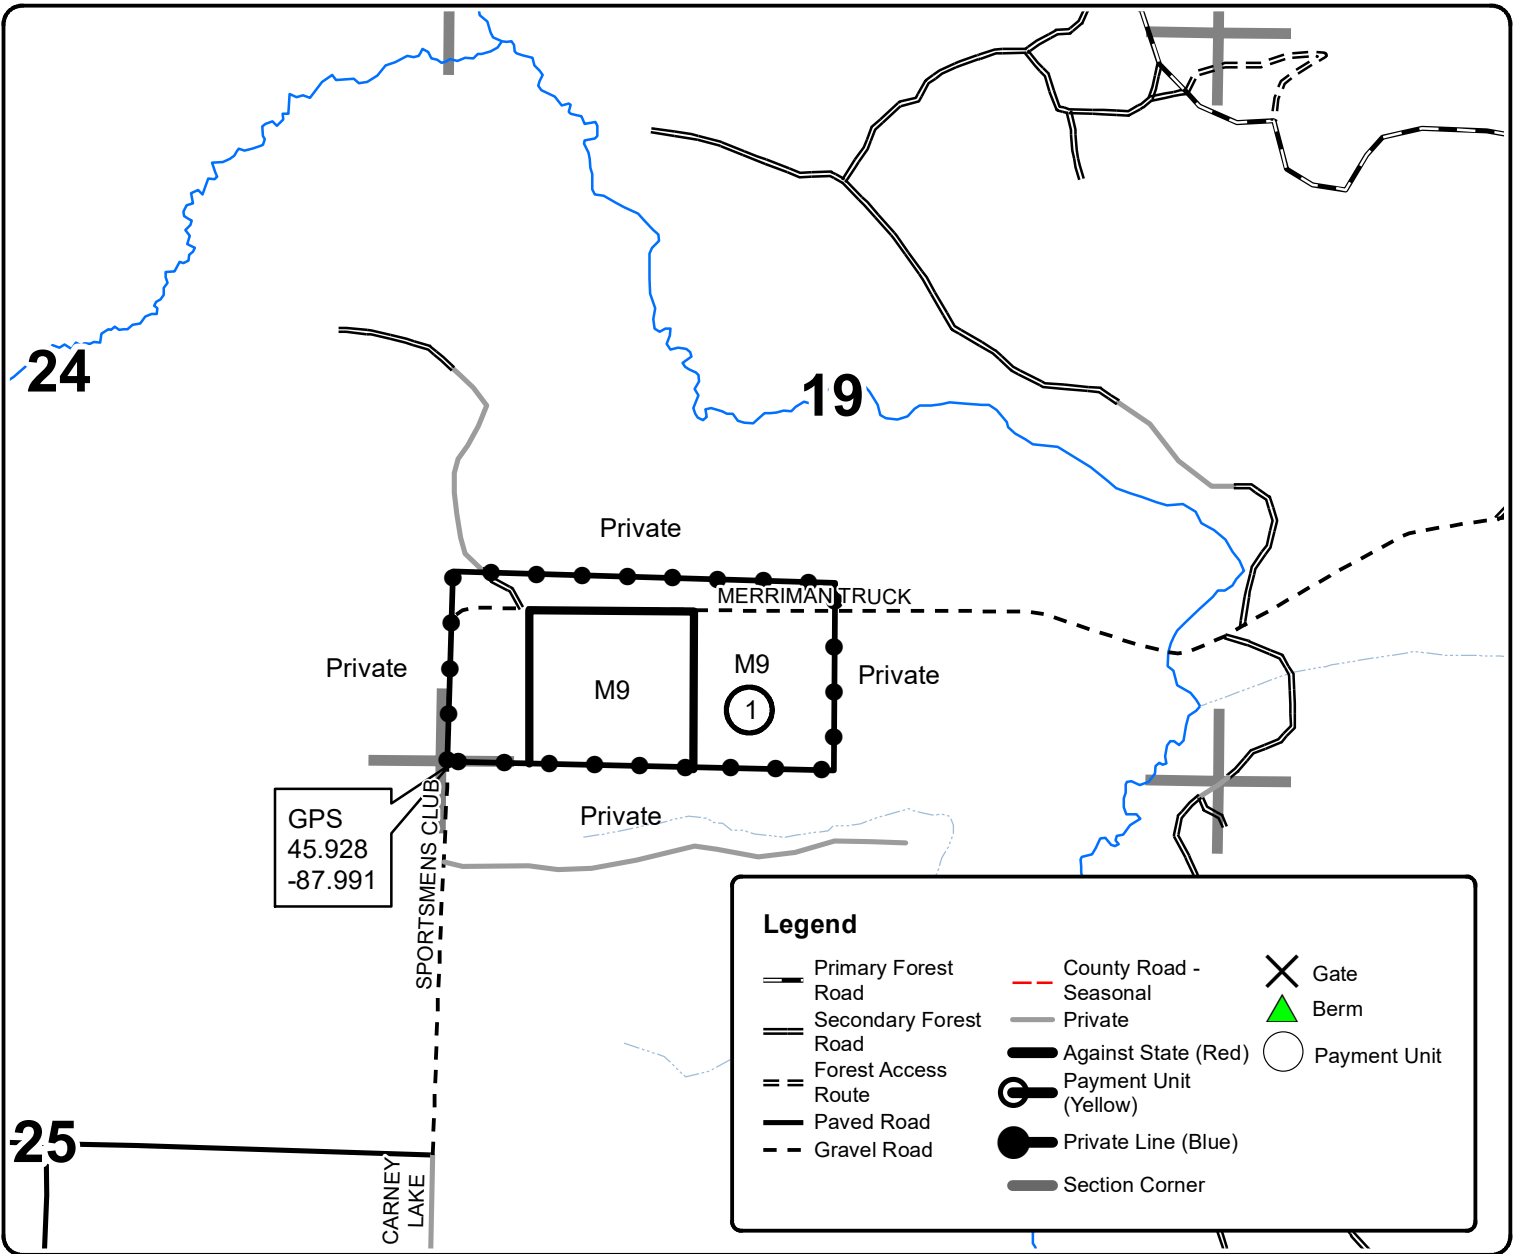 24
19
Private
MERRIMAN TRUCK
Private
M9
M9
1
Private
Private
GPS
45.928
-87.991
SPORTSMENS CLUB
25
CARNEY
LAKE
Legend
Primary Forest
Road
Secondary Forest
Road
Forest Access
Route
Paved Road
Gravel Road
County Road -
Seasonal
Private
Against State (Red)
Payment Unit
(Yellow)
Private Line (Blue)
Section Corner
Gate
Berm
Payment Unit